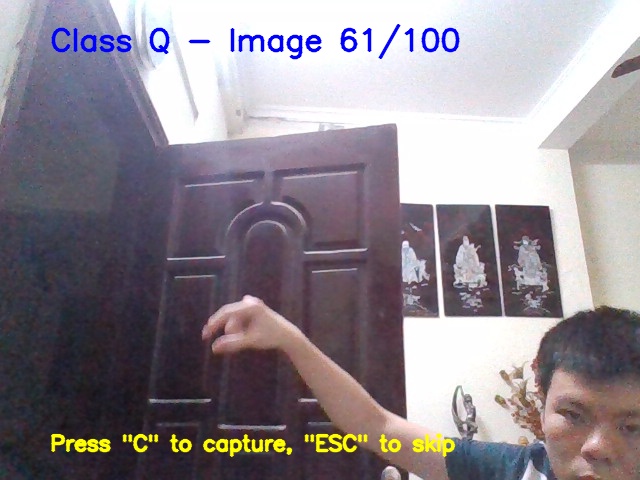 Class Q - Image 61/100
Press "C" to capture, "ESC" to skip